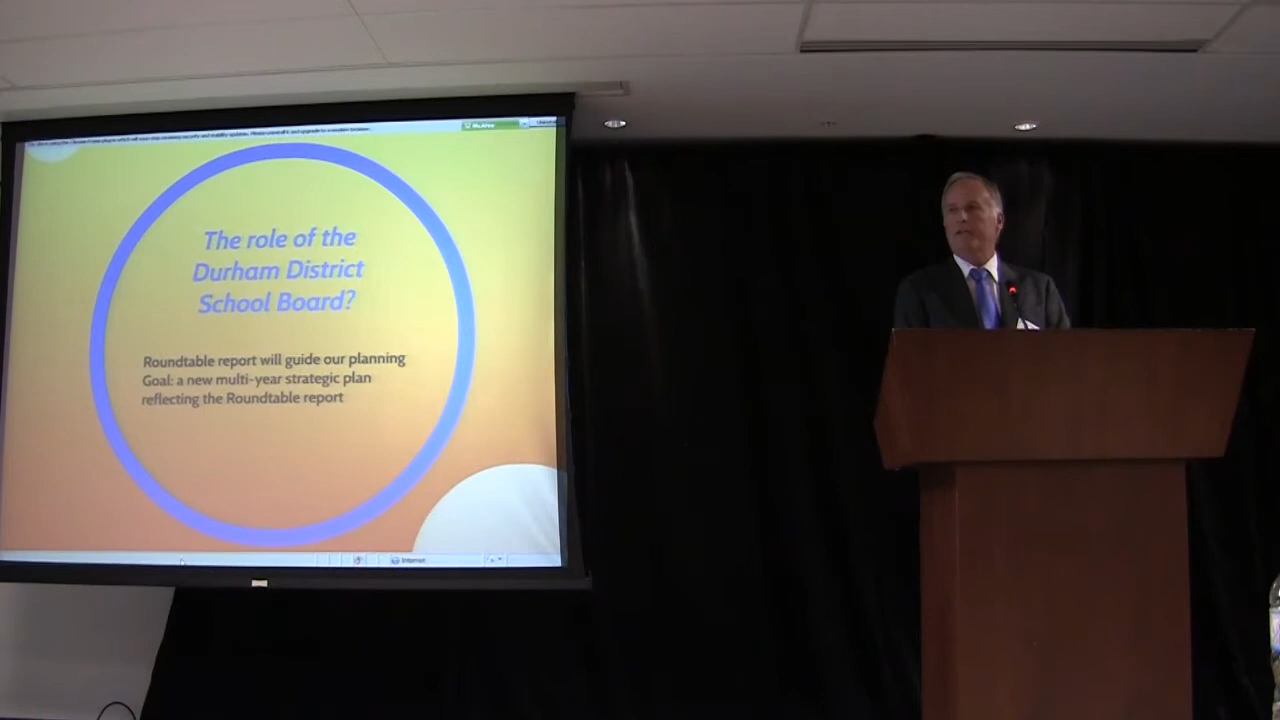 McAfee
The role of the
Durham District
School Board?
Roundtable report will guide our planning
Goal: a new multi-year strategic plan
reflecting the Roundtable report
Internet